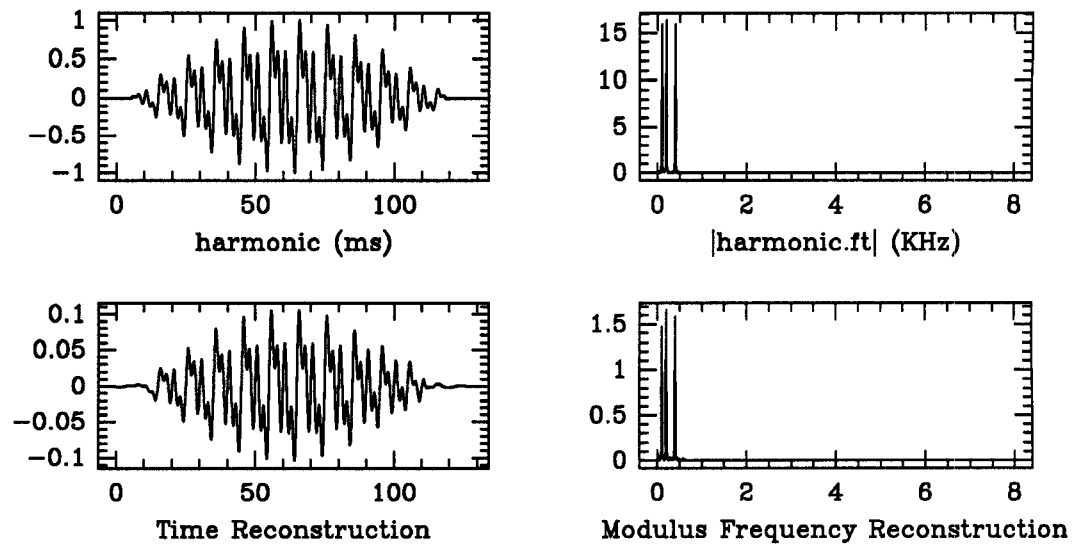 1
0.5
0
−0.5
−1
0 50 100
harmonic (ms)
15
10
5
0
0 2 4 6 8
|harmonic.ft| (KHz)
0.1
0.05
0
−0.05
−0.1
0 50 100
Time Reconstruction
1.5
1
0.5
0
0 2 4 6 8
Modulus Frequency Reconstruction